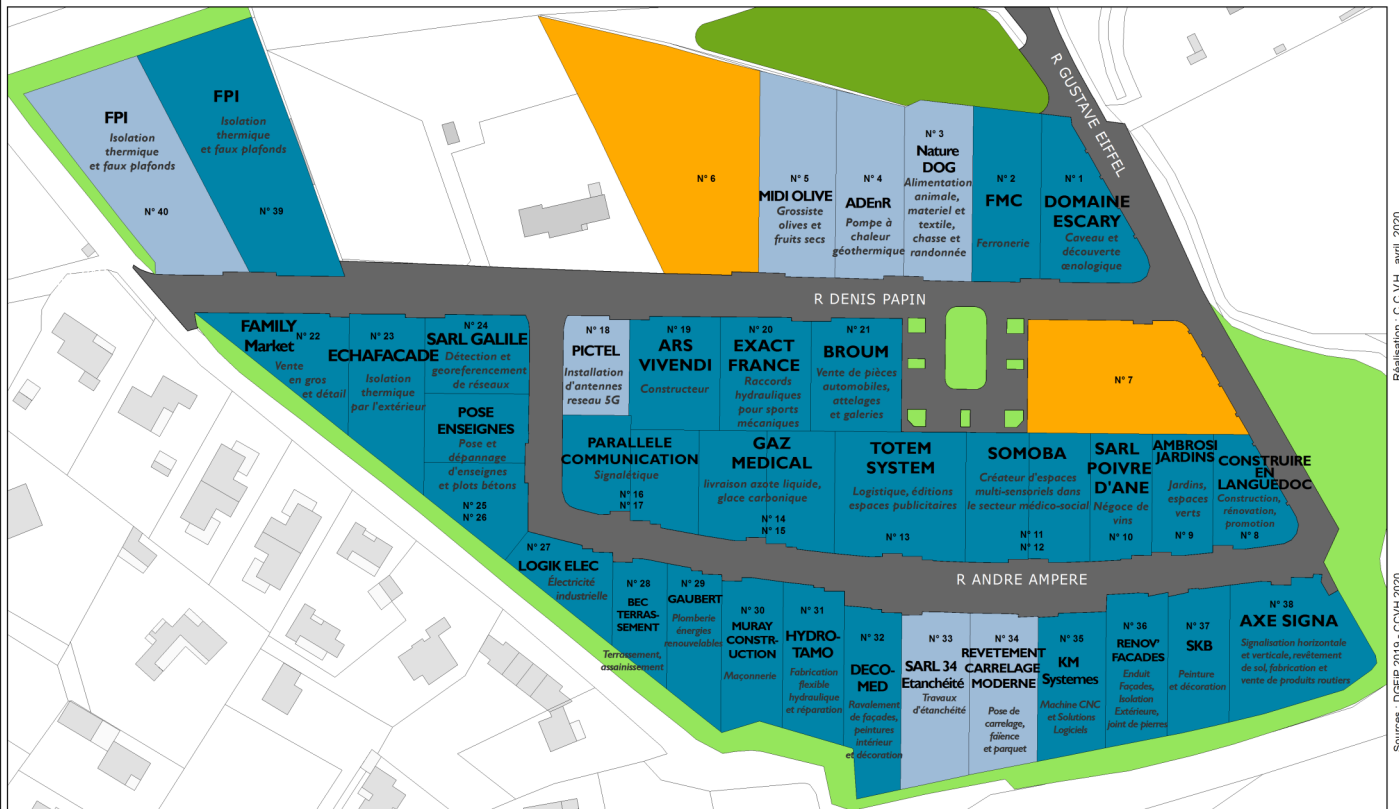 FPI
Isolation
thermique
et faux plafonds
N° 40
FPI
Isolation
thermique
et faux plafonds
N° 39
N° 6
N° 5
MIDI OLIVE
Grossiste
olives et
fruits secs
N° 4
ADEnR
Pompe à
chaleur
géothermique
N° 3
Nature
DOG
Alimentation
animale,
materiel et
textile,
chasse et
randonnée
N° 2
FMC
Ferronerie
N° 1
DOMAINE
ESCARY
Caveau et
découverte
œnologique
R GUSTAVE EIFFEL
R DENIS PAPIN
FAMILY
Market
N° 22
Vente
en gros
et détail
N° 23
ECHAFACADE
Isolation
thermique
par l'extérieur
N° 24
SARL GALILE
Détection et
georeferencement
de réseaux
POSE
ENSEIGNES
Pose et
dépannage
d'enseignes
et plots bétons
N° 25
N° 26
N° 18
PICTEL
Installation
d'antennes
reseau 5G
N° 19
ARS
VIVENDI
Constructeur
N° 20
EXACT
FRANCE
Raccords
hydrauliques
pour sports
mécaniques
N° 21
BROUM
Vente de pièces
automobiles,
attelages
et galeries
N° 7
PARALLELE
COMMUNICATION
Signalétique
N° 16
N° 17
GAZ
MEDICAL
livraison azote liquide,
glace carbonique
N° 14
N° 15
TOTEM
SYSTEM
Logistique, éditions
espaces publicitaires
N° 13
SOMOBA
Créateur d'espaces
multi-sensoriels dans
le secteur médico-social
N° 11
N° 12
SARL
POIVRE
D'ANE
Négoce de
vins
N° 10
AMBROSI
JARDINS
Jardins,
espaces
verts
N° 9
CONSTRUIRE
EN
LANGUEDOC
Construction,
rénovation,
promotion
N° 8
R ANDRE AMPERE
N° 27
LOGIK ELEC
Électricité
industrielle
N° 28
BEC
TERRAS-
SEMENT
Terrassement,
assainissement
N° 29
GAUBERT
Plomberie
énergies
renouvelables
N° 30
MURAY
CONSTR-
UCTION
Maçonnerie
N° 31
HYDRO-
TAMO
Fabrication
flexible
hydraulique
et réparation
N° 32
DECO-
MED
Ravalement
de façades,
peintures
intérieur
et décoration
N° 33
SARL 34
Etanchéité
Travaux
d'étanchéité
N° 34
REVETEMENT
CARRELAGE
MODERNE
Pose de
carrelage,
faïence
et parquet
N° 35
KM
Systemes
Machine CNC
et Solutions
Logiciels
N° 36
RENOV'
FACADES
Enduit
Façades,
Isolation
Extérieure,
joint de pierres
N° 37
SKB
Peinture
et décoration
N° 38
AXE SIGNA
Signalisation horizontale
et verticale, revêtement
de sol, fabrication et
vente de produits routiers
Réalisation : C.C.V.H, avril 2020
Sources : DGFiP 2019 - CCVH 2020